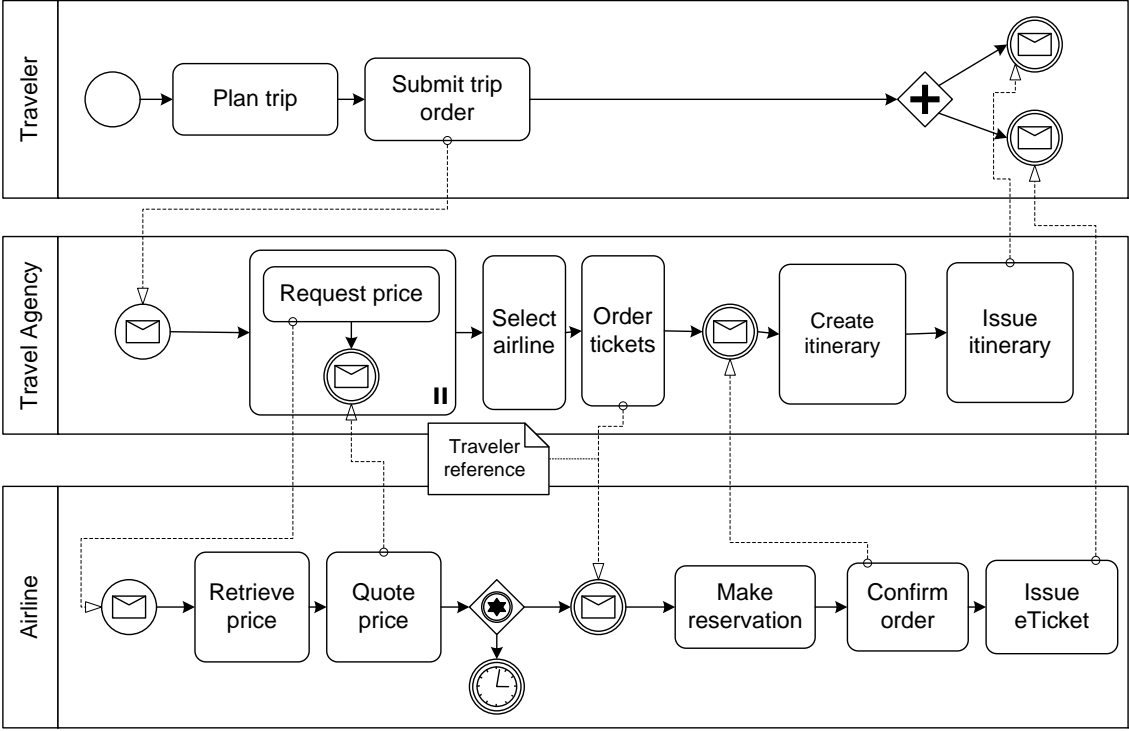 Traveler
Plan trip
Submit trip
order
Travel Agency
Request price
Select
airline
Order
tickets
Create
itinerary
Issue
itinerary
Traveler
reference
Airline
Retrieve
price
Quote
price
Make
reservation
Confirm
order
Issue
eTicket